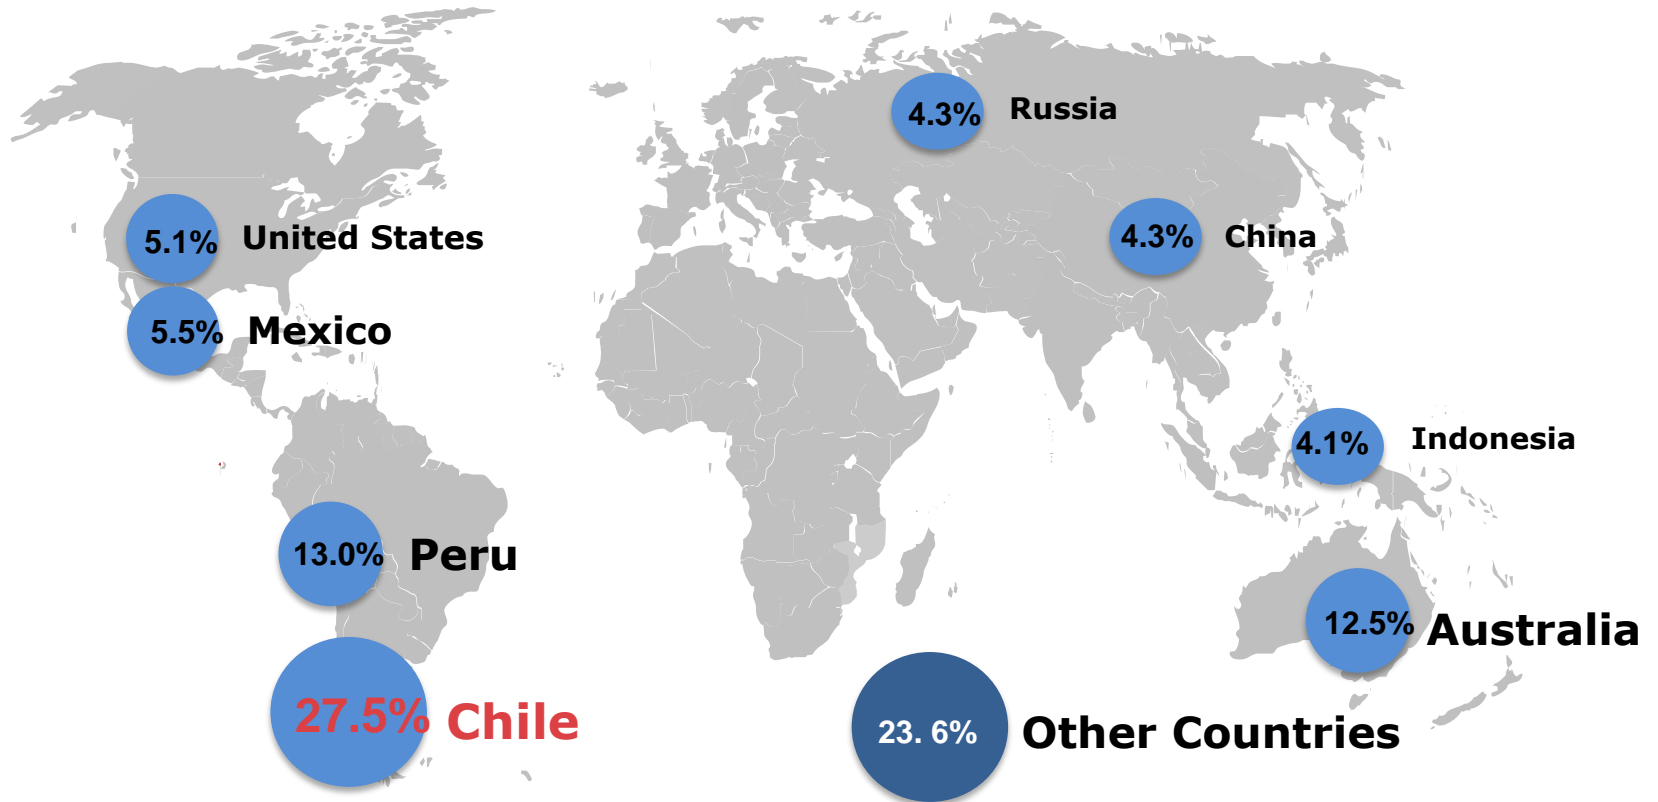 4.3% Russia
5.1% United States
4.3% China
5.5% Mexico
4.1% Indonesia
13.0% Peru
12.5% Australia
27.5% Chile
23. 6% Other Countries